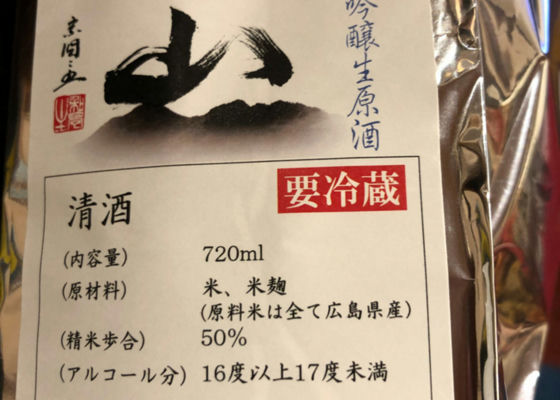 吟醸生原酒
山
清酒
要冷蔵
(内容量) 720ml
(原材料) 米、米麹
(原料米は全て広島県産)
(精米歩合) 50%
(アルコール分) 16度以上17度未満